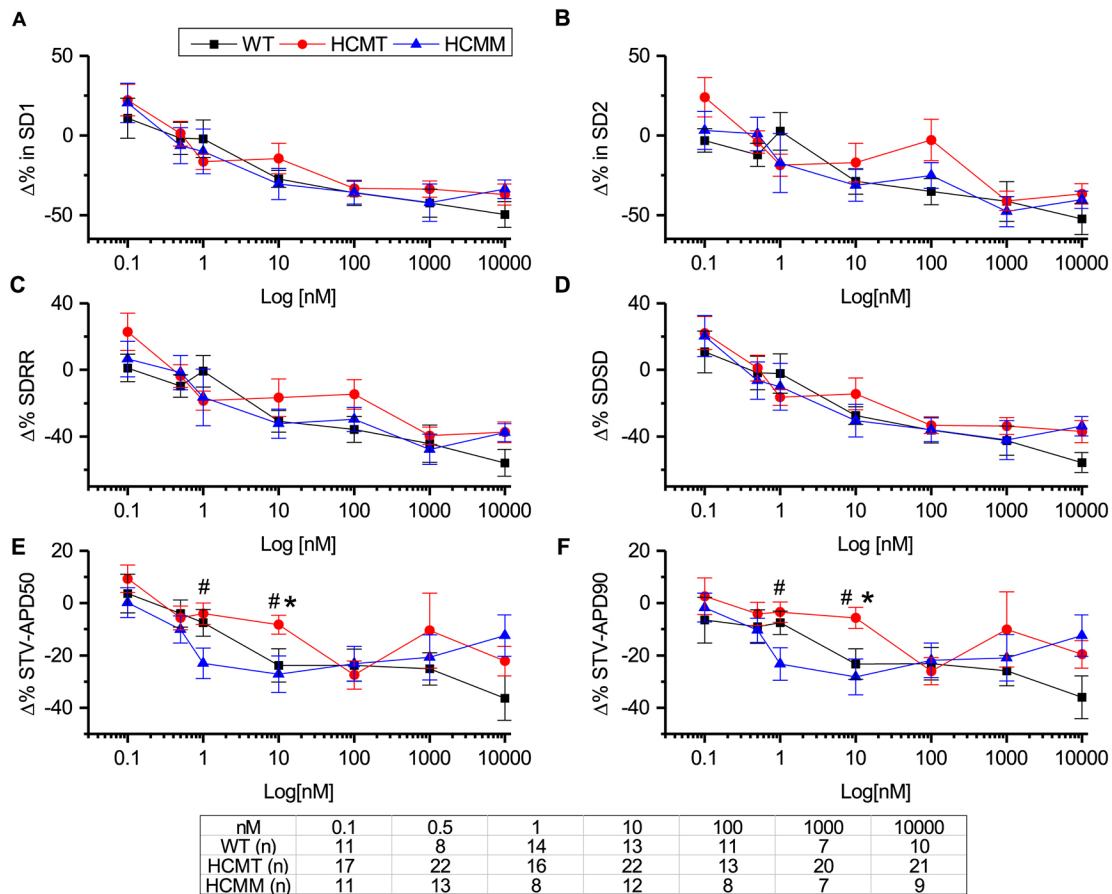 A
B
WT HCMT HCMM
50
0
-50
Δ% in SD1
0.1 1 10 100 1000 10000
Log [nM]
50
0
-50
Δ% in SD2
0.1 1 10 100 1000 10000
Log[nM]
C
D
40
0
-40
Δ% SDRR
0.1 1 10 100 1000 10000
Log [nM]
40
0
-40
Δ% SDSD
0.1 1 10 100 1000 10000
Log[nM]
E
F
20
0
-20
-40
Δ% STV-APD50
# # *
0.1 1 10 100 1000 10000
Log[nM]
20
0
-20
-40
Δ% STV-APD90
# # *
0.1 1 10 100 1000 10000
Log[nM]
nM 0.1 0.5 1 10 100 1000 10000
WT (n) 11 8 14 13 11 7 10
HCMT (n) 17 22 16 22 13 20 21
HCMM (n) 11 13 8 12 8 7 9